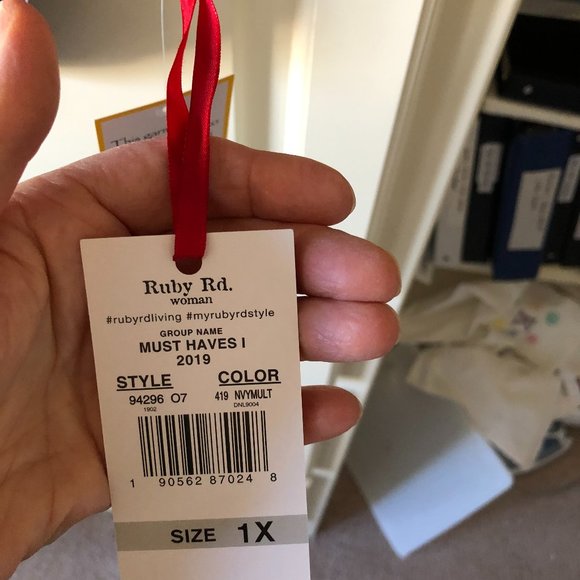 This
Ruby Rd.
woman
#rubyrdliving #myrubyrdstyle
GROUP NAME
MUST HAVES I
2019
STYLE COLOR
94296 O7 419 NVYMULT
1902 DNL9004
1 90562 87024 8
SIZE 1X